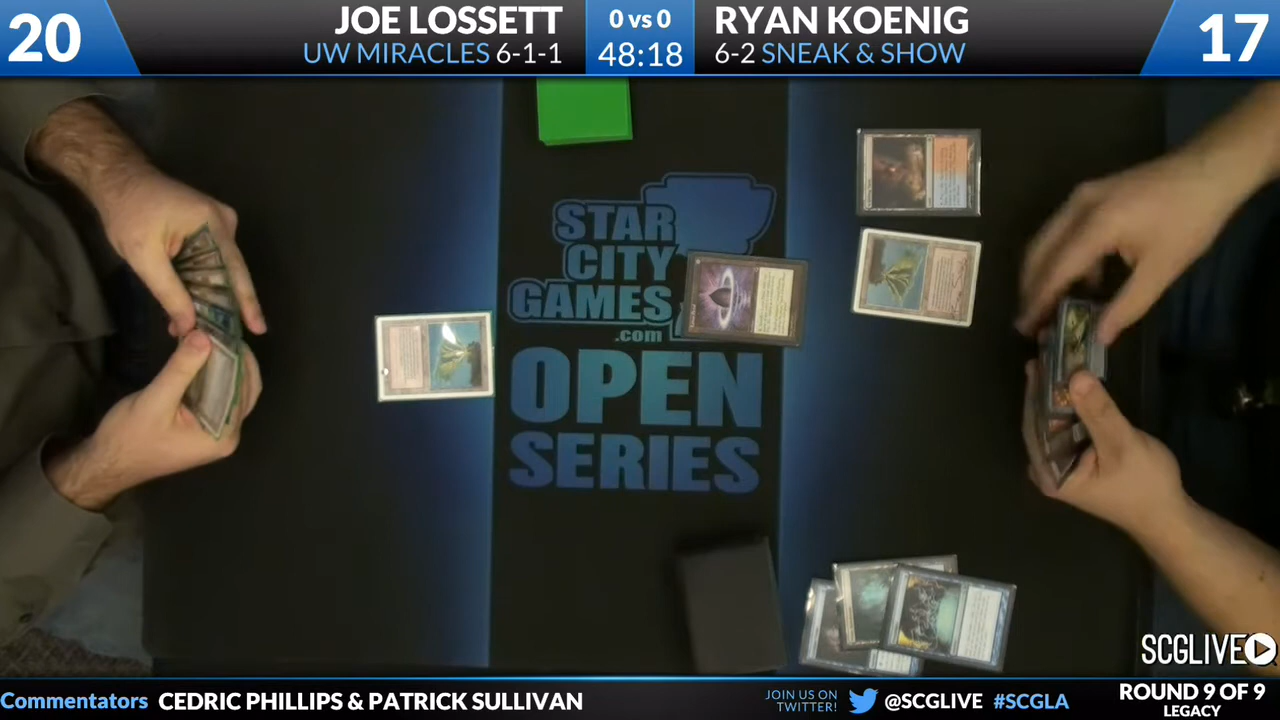 20
JOE LOSSETT
UW MIRACLES 6-1-1
0 vs 0
48:18
RYAN KOENIG
6-2 SNEAK & SHOW
17
STAR
CITY
GAMES
.com
OPEN
SERIES
SCGLIVE
Commentators CEDRIC PHILLIPS & PATRICK SULLIVAN
JOIN US ON
TWITTER!
@SCGLIVE #SCGLA
ROUND 9 OF 9
LEGACY